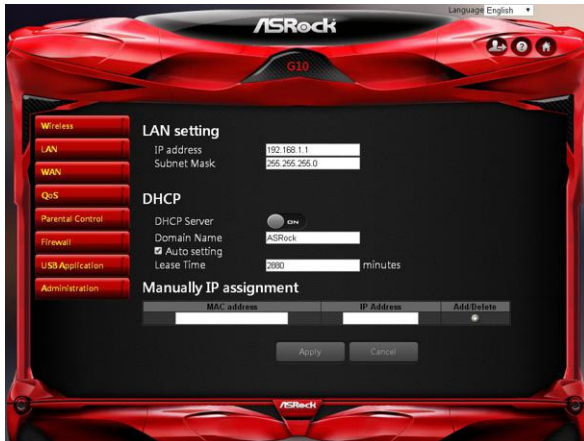 Language English
ASRock
G10
Wireless
LAN
WAN
QoS
Parental Control
Firewall
USB Application
Administration
LAN setting
IP address 192.168.1.1
Subnet Mask 255.255.255.0
DHCP
DHCP Server ON
Domain Name ASRock
Auto setting
Lease Time 2880 minutes
Manually IP assignment
MAC address IP Address Add/Delete
Apply Cancel
ASRock